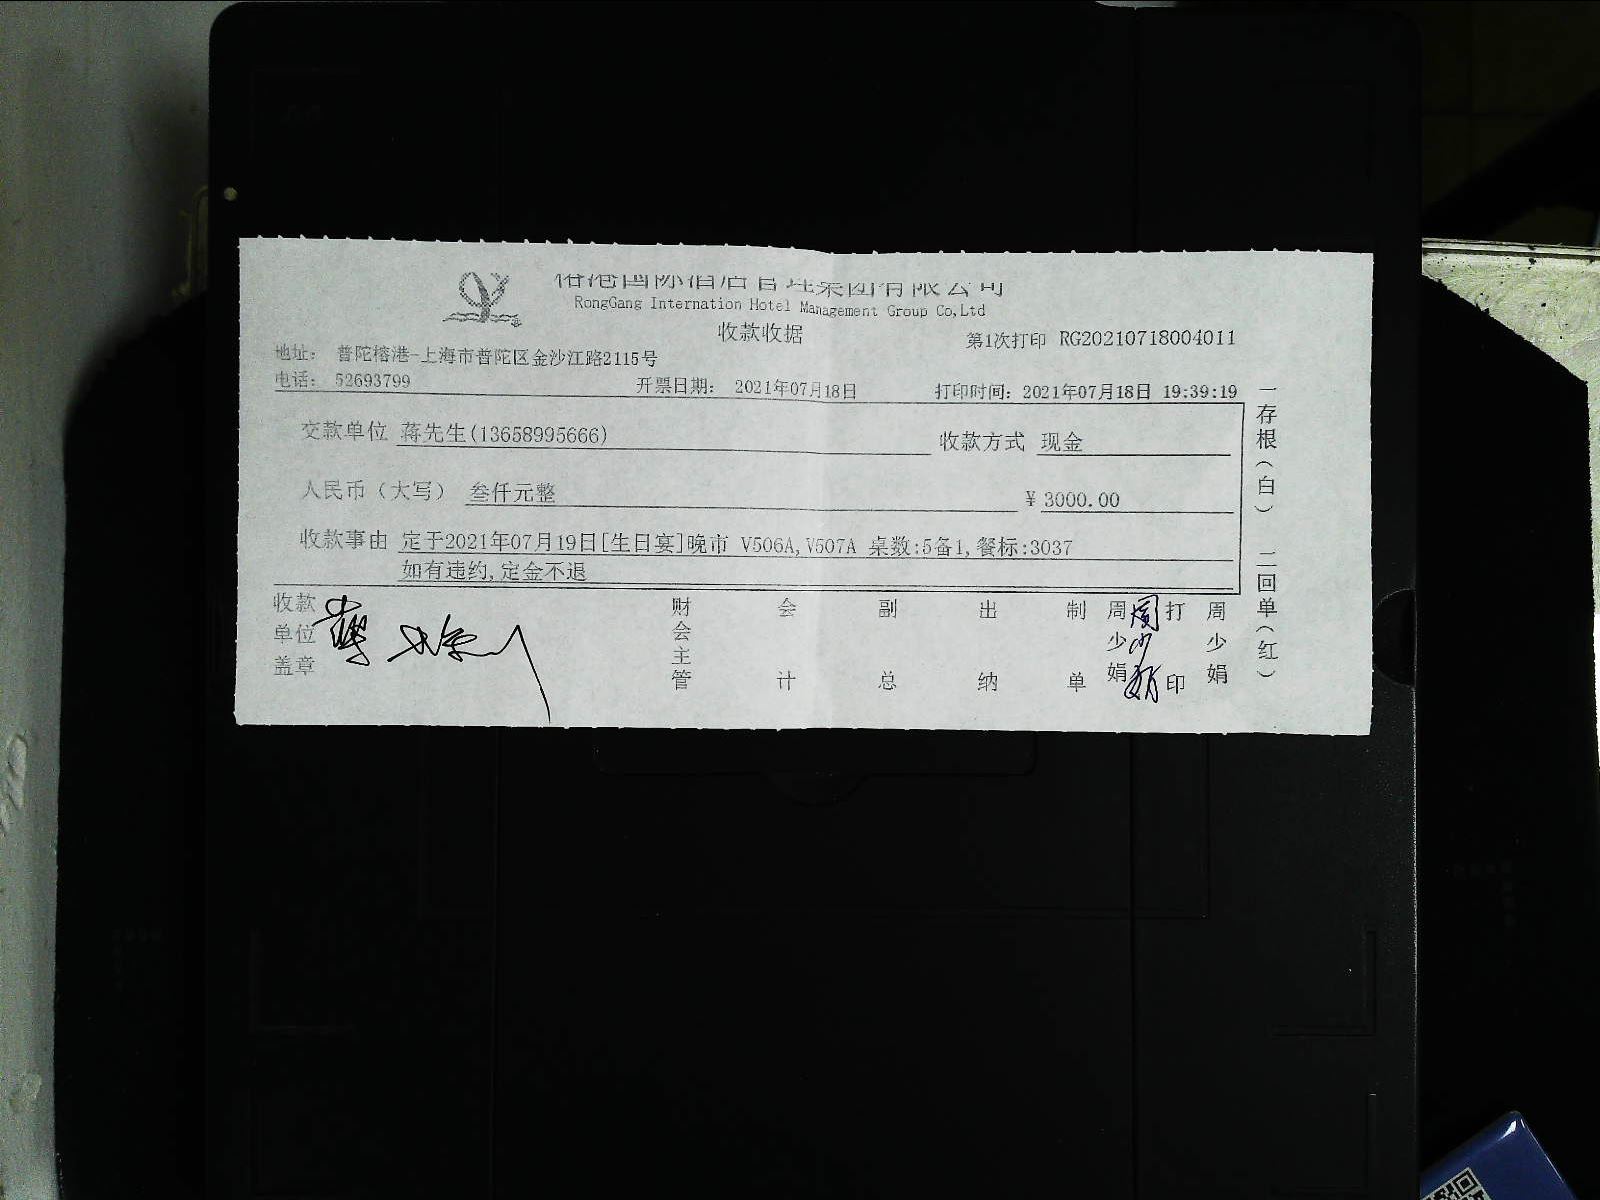 榕港国际酒店管理集团有限公司
RongGang Internation Hotel Management Group Co,Ltd
收款收据
第1次打印 RG20210718004011
地址： 普陀榕港-上海市普陀区金沙江路2115号
电话： 52693799 开票日期： 2021年07月18日 打印时间：2021年07月18日 19:39:19
交款单位 蒋先生(13658995666) 收款方式 现金
人民币（大写） 叁仟元整 ￥3000.00
收款事由 定于2021年07月19日[生日宴]晚市 V506A,V507A 桌数:5备1,餐标:3037
如有违约,定金不退
收款单位盖章 蒋
财会主管
会计
副总
出纳
制单 周少娟 周少娟
打印 周少娟
一存根（白） 二回单（红）